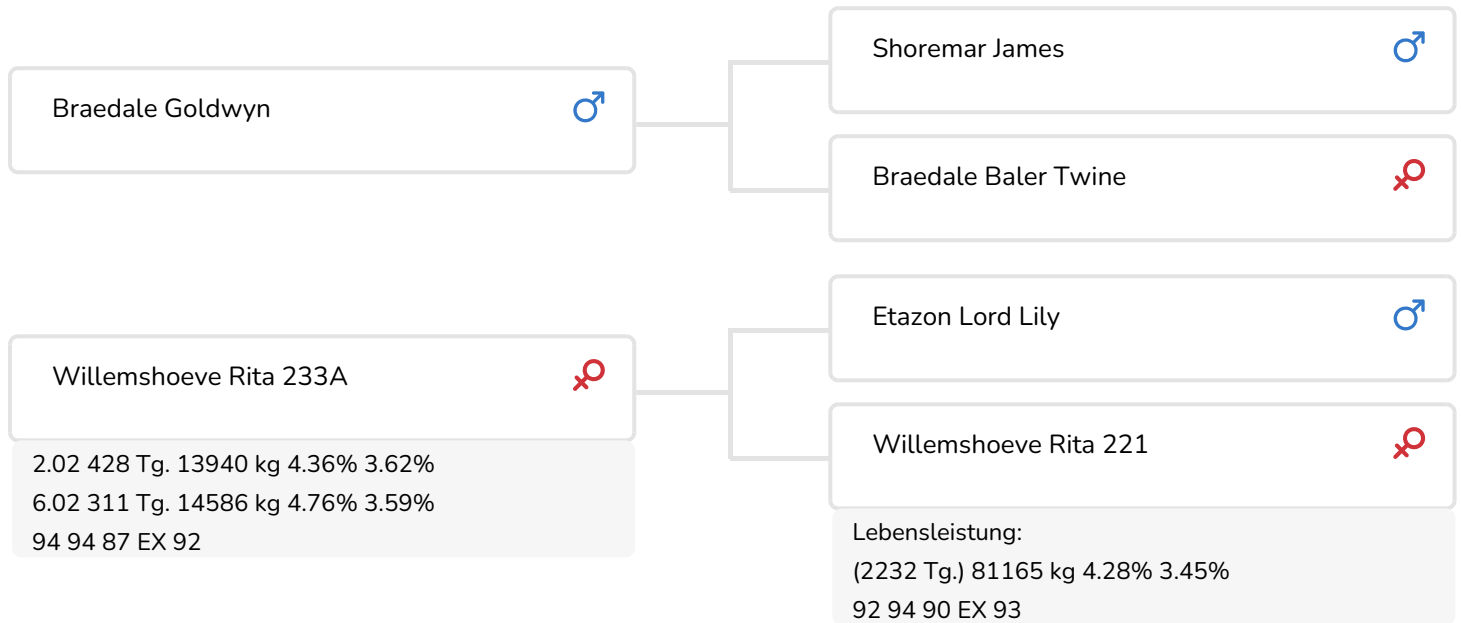 Braedale Goldwyn
Shoremar James
Braedale Baler Twine
Willemshoeve Rita 233A
2.02 428 Tg. 13940 kg 4.36% 3.62%
6.02 311 Tg. 14586 kg 4.76% 3.59%
94 94 87 EX 92
Etazon Lord Lily
Willemshoeve Rita 221
Lebensleistung:
(2232 Tg.) 81165 kg 4.28% 3.45%
92 94 90 EX 93